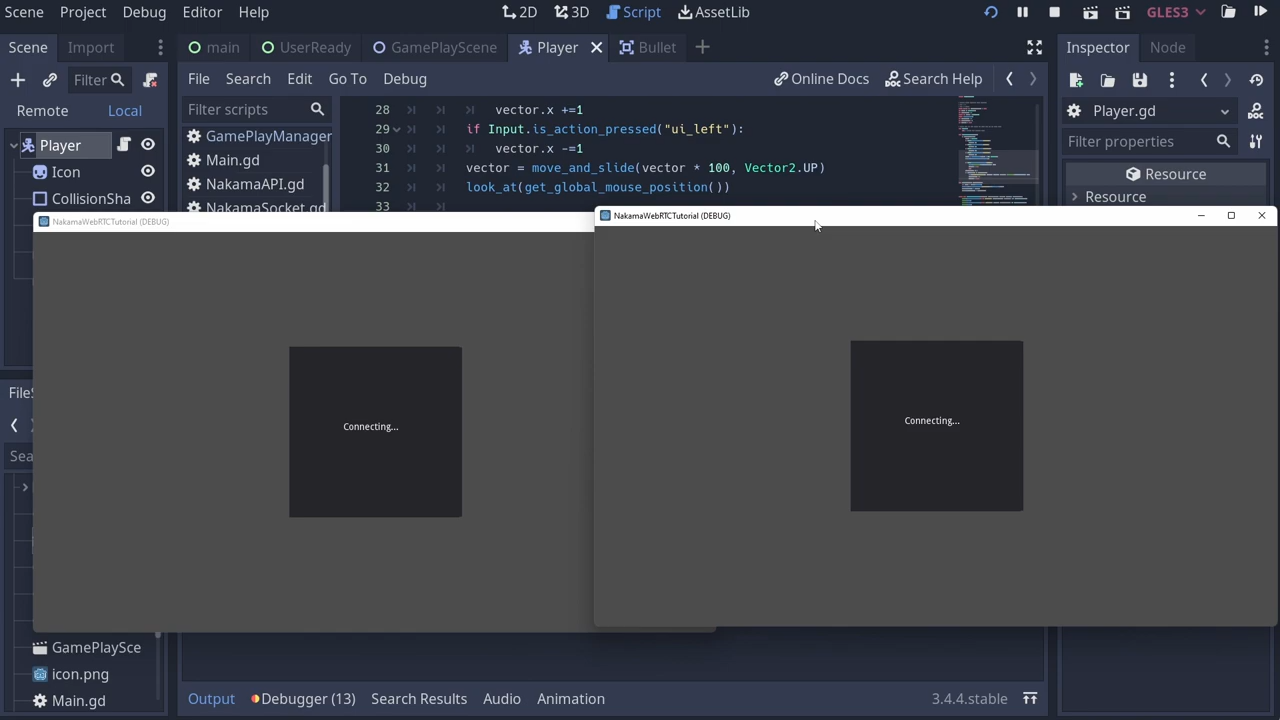 Scene Project Debug Editor Help 2D 3D Script AssetLib GLES3
Scene Import main UserReady GamePlayScene Player Bullet Inspector Node
Filter File Search Edit Go To Debug Online Docs Search Help
Remote Local Filter scripts 28 vector.x +=1 Player.gd
29 if Input.is_action_pressed("ui_left"):
Player GamePlayManager 30 vector.x -=1 Filter properties
Icon Main.gd 31 vector = move_and_slide(vector * 100, Vector2.UP)
CollisionSha NakamaAPI.gd 32 look_at(get_global_mouse_position()) Resource
NakamaSocket.gd 33 Resource
NakamaWebRTCTutorial (DEBUG) NakamaWebRTCTutorial (DEBUG)
FileS
Connecting... Connecting...
Sea
GamePlaySce
icon.png
Main.gd Output Debugger (13) Search Results Audio Animation 3.4.4.stable